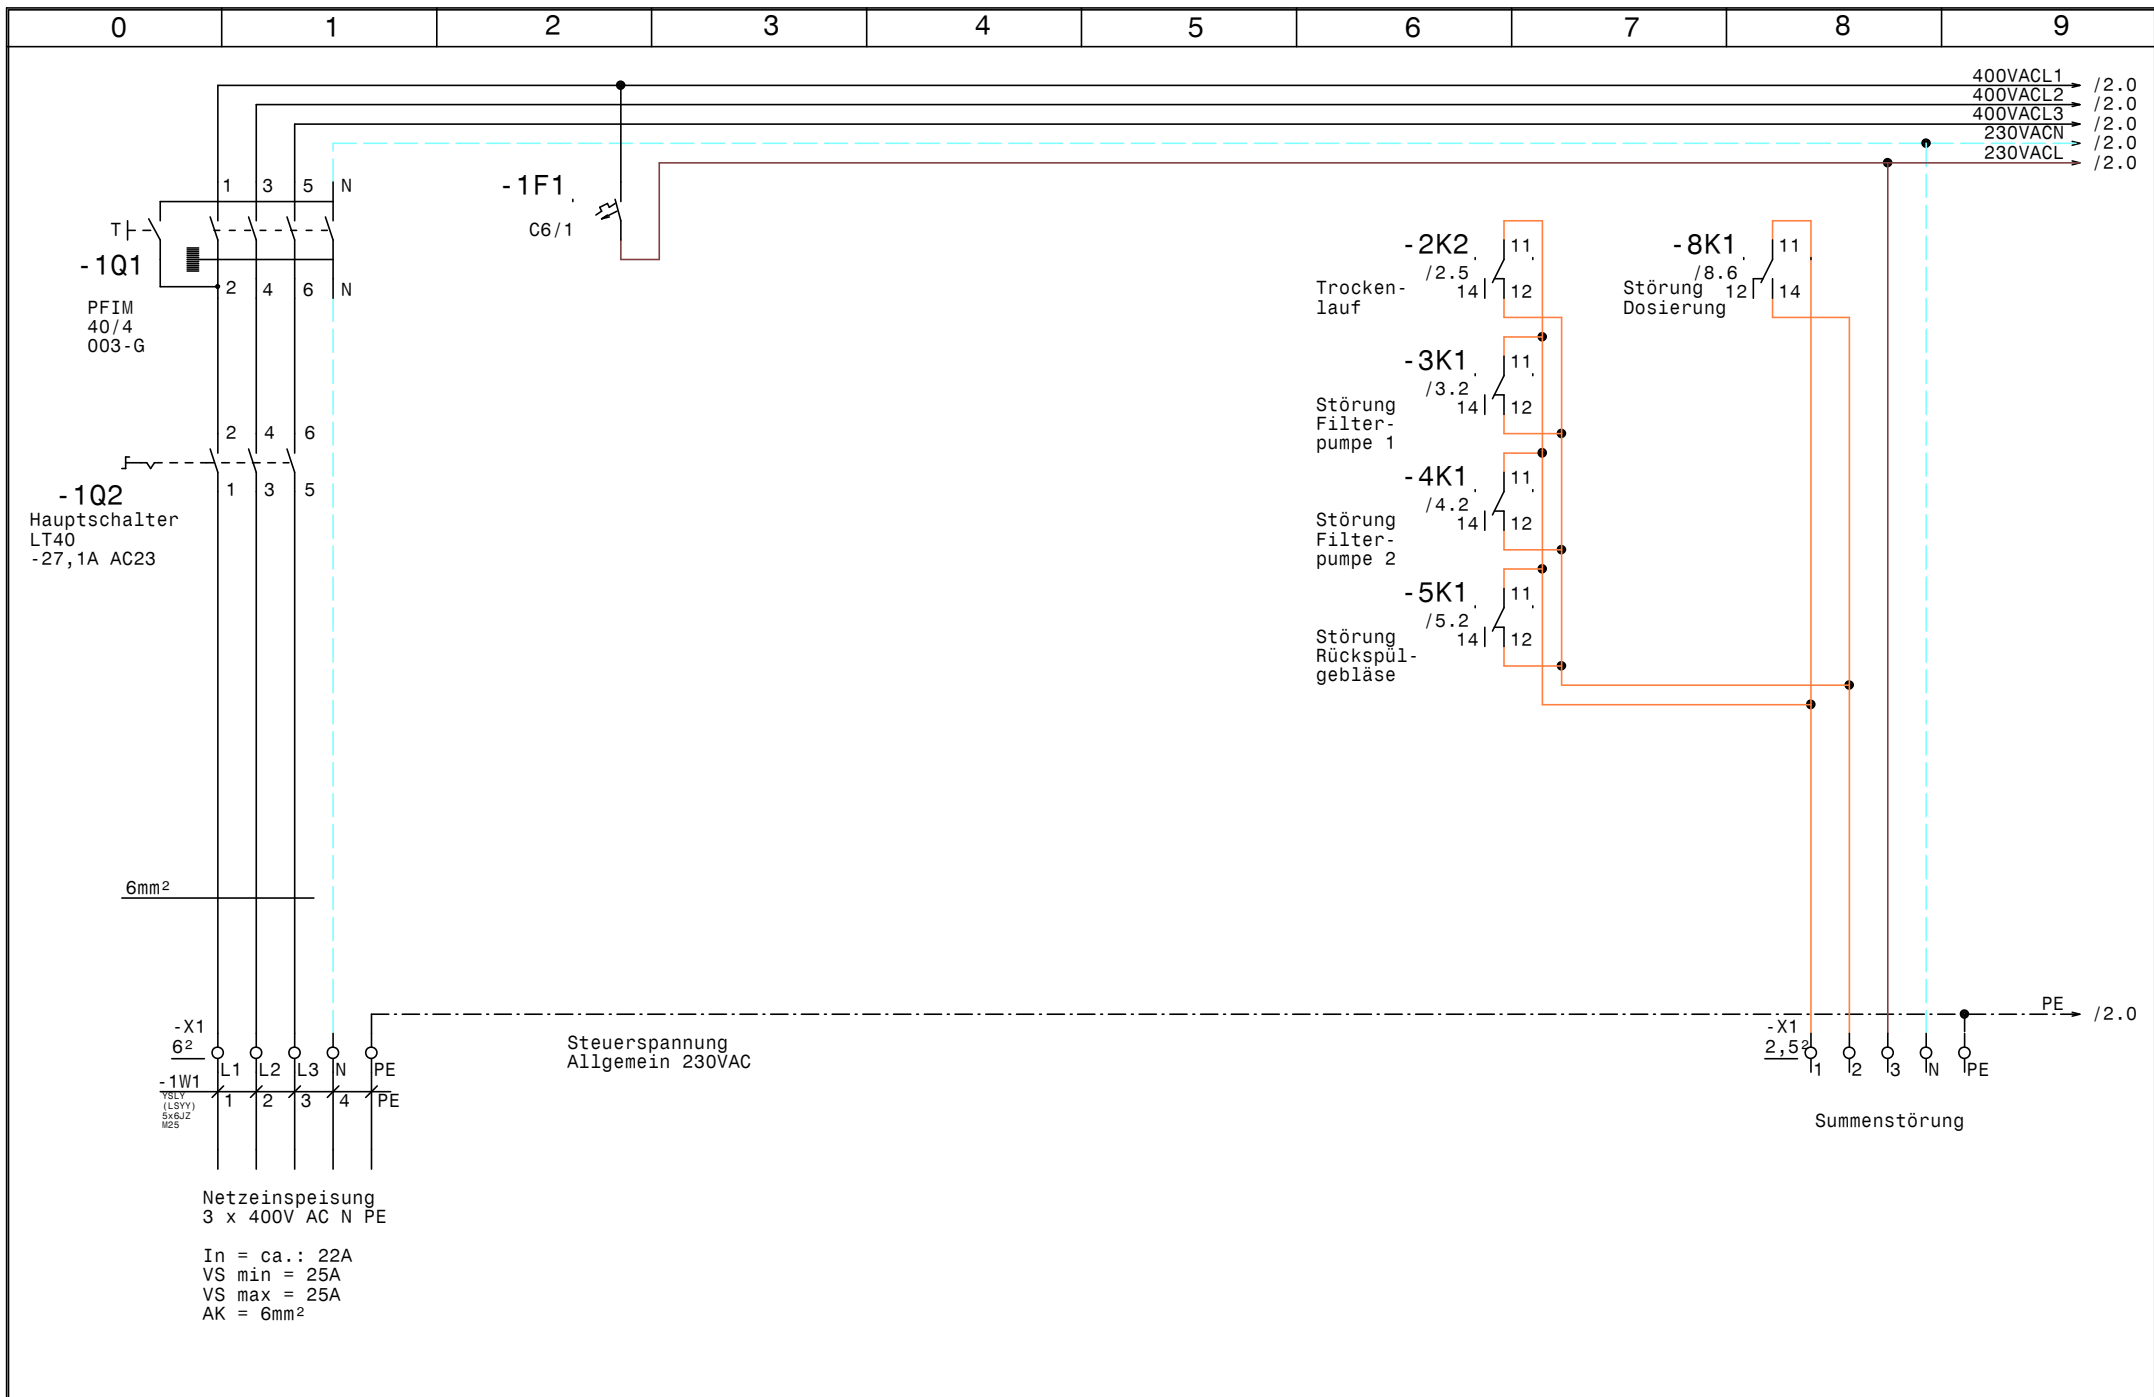 0 1 2 3 4 5 6 7 8 9
400VACL1 /2.0
400VACL2 /2.0
400VACL3 /2.0
230VACN /2.0
230VACL /2.0
1 3 5 N
T
-1Q1
2 4 6 N
PFIM
40/4
003-G
-1F1
C6/1
-2K2 11
/2.5
14 12
Trocken-
lauf
-8K1 11
/8.6
12 14
Störung
Dosierung
-3K1 11
/3.2
14 12
Störung
Filter-
pumpe 1
-4K1 11
/4.2
14 12
Störung
Filter-
pumpe 2
-5K1 11
/5.2
14 12
Störung
Rückspül-
gebläse
2 4 6
1 3 5
-1Q2
Hauptschalter
LT40
-27,1A AC23
6mm²
PE /2.0
-X1
6²
L1 L2 L3 N PE
-1W1
YSLY
(LSYY)
5x6JZ
M25
1 2 3 4 PE
Steuerspannung
Allgemein 230VAC
-X1
2,5²
1 2 3 N PE
Summenstörung
Netzeinspeisung
3 x 400V AC N PE
In = ca.: 22A
VS min = 25A
VS max = 25A
AK = 6mm²